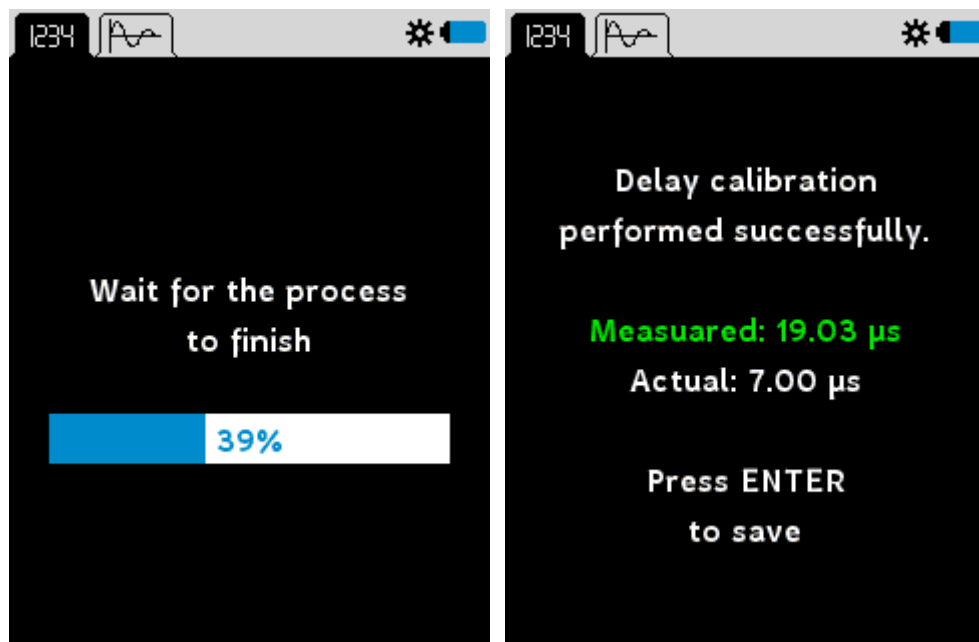 1234
Wait for the process
to finish
39%
1234
Delay calibration
performed successfully.
Measuared: 19.03 µs
Actual: 7.00 µs
Press ENTER
to save